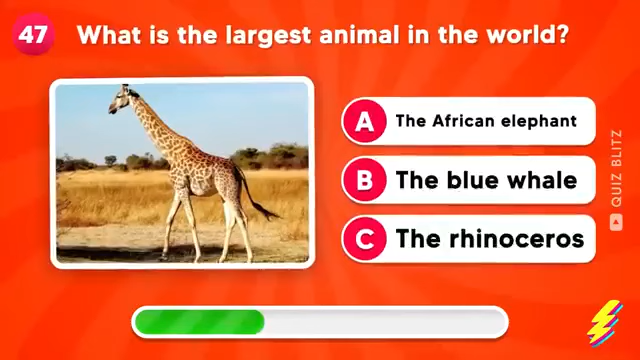 47
What is the largest animal in the world?
A The African elephant
B The blue whale
C The rhinoceros
QUIZ BLITZ